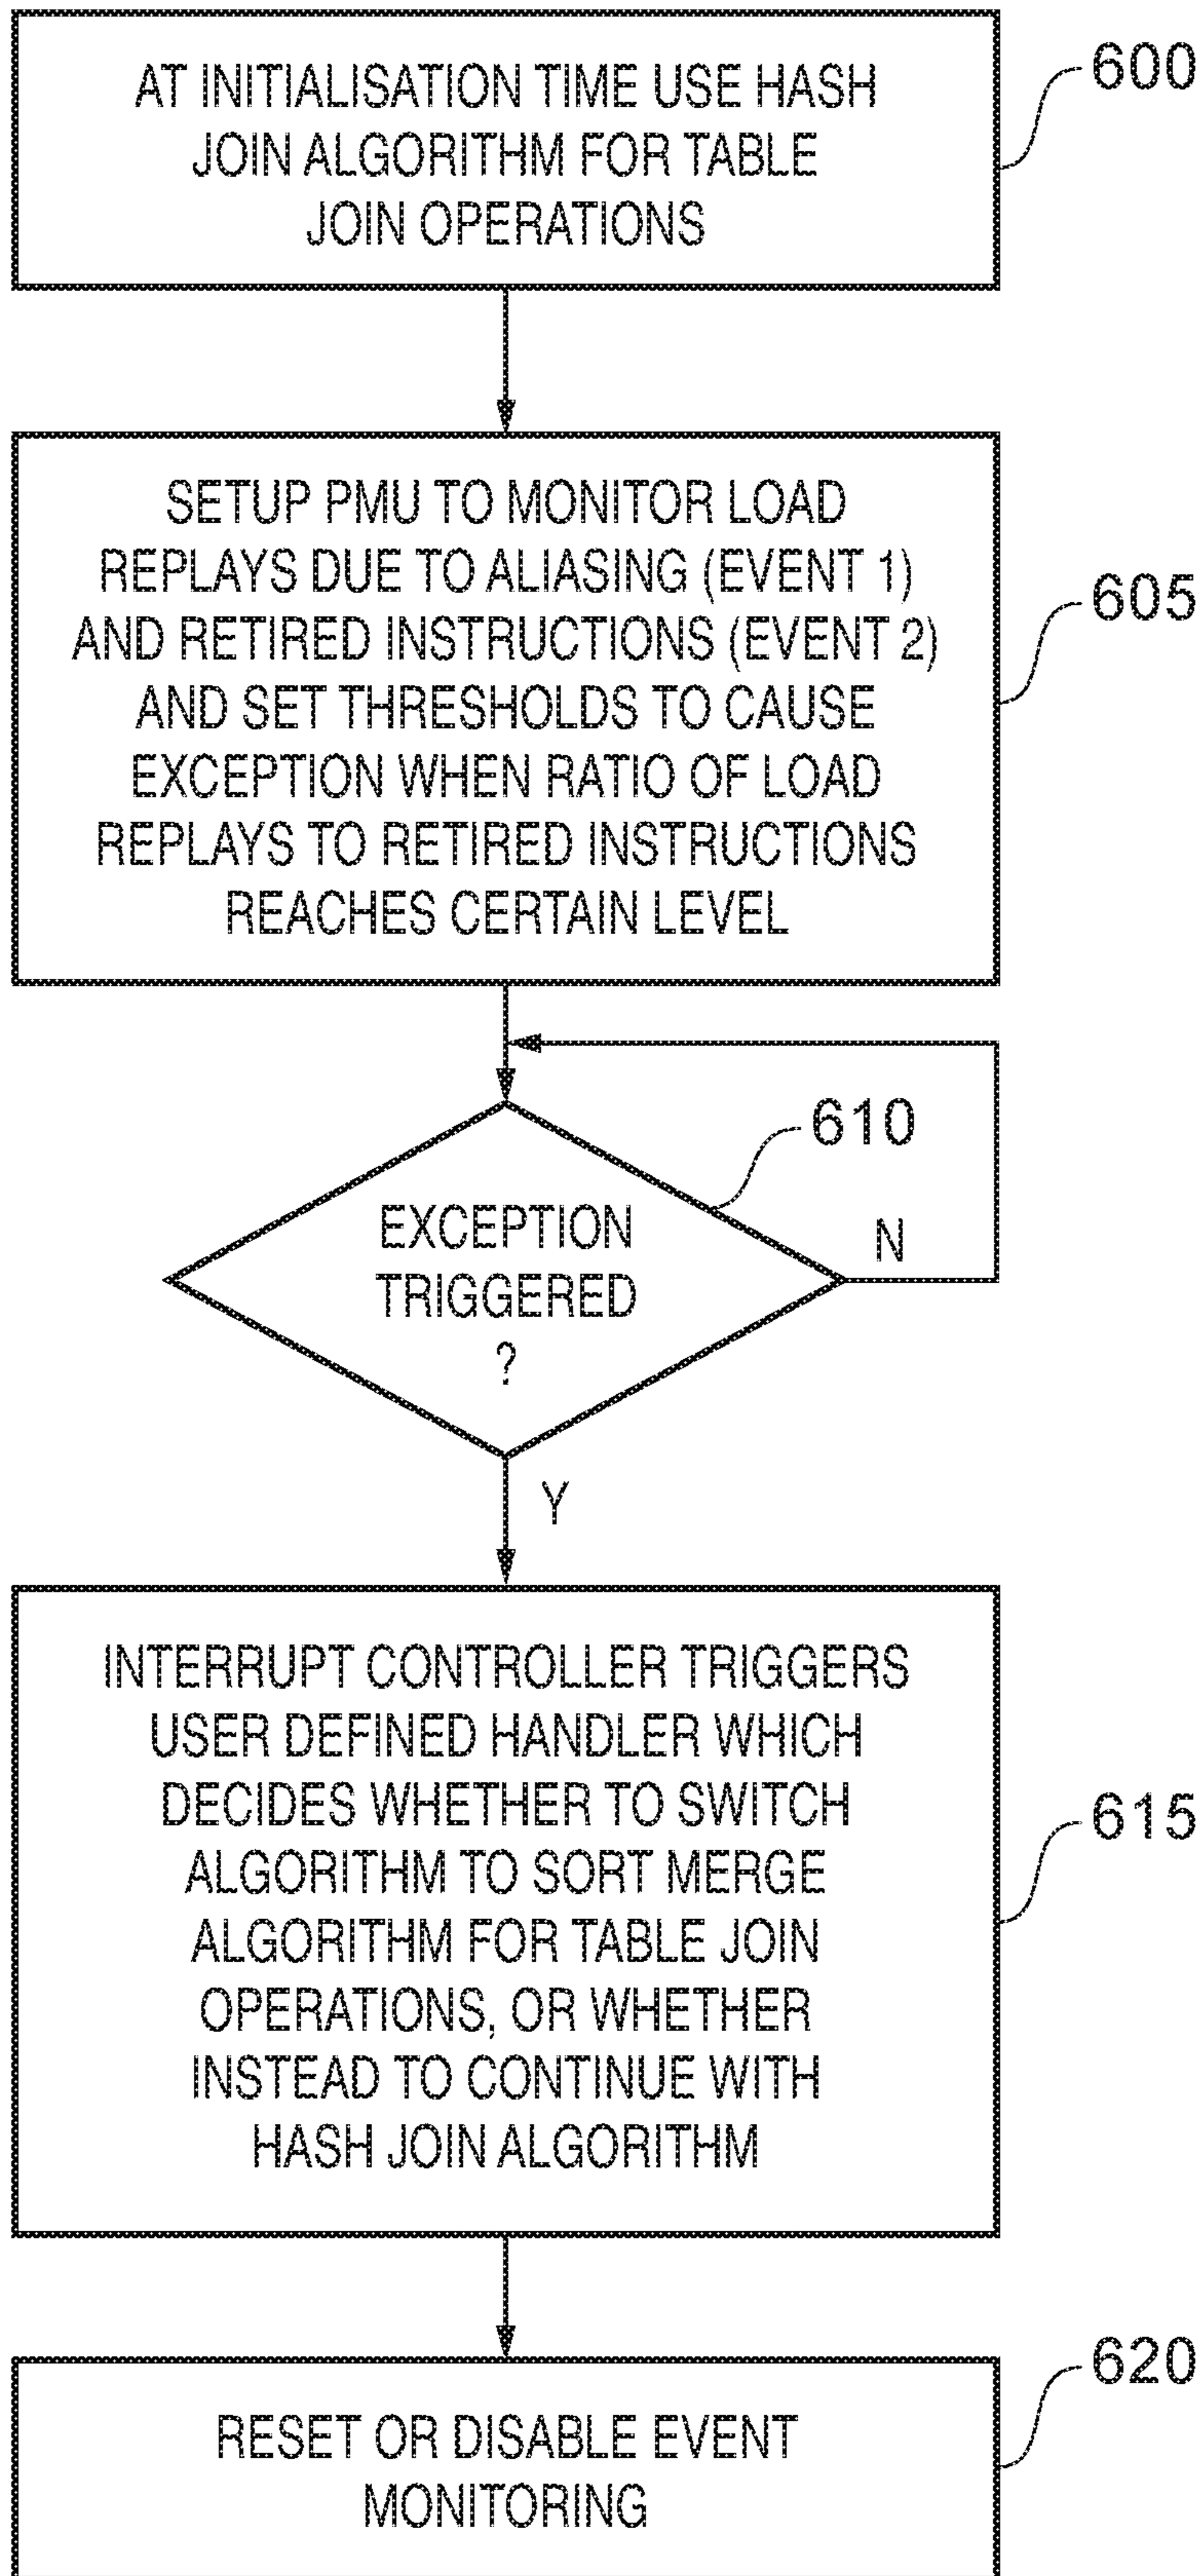 AT INITIALISATION TIME USE HASH
JOIN ALGORITHM FOR TABLE
JOIN OPERATIONS
600
SETUP PMU TO MONITOR LOAD
REPLAYS DUE TO ALIASING (EVENT 1)
AND RETIRED INSTRUCTIONS (EVENT 2)
AND SET THRESHOLDS TO CAUSE
EXCEPTION WHEN RATIO OF LOAD
REPLAYS TO RETIRED INSTRUCTIONS
REACHES CERTAIN LEVEL
605
EXCEPTION
TRIGGERED
?
610
N
Y
INTERRUPT CONTROLLER TRIGGERS
USER DEFINED HANDLER WHICH
DECIDES WHETHER TO SWITCH
ALGORITHM TO SORT MERGE
ALGORITHM FOR TABLE JOIN
OPERATIONS, OR WHETHER
INSTEAD TO CONTINUE WITH
HASH JOIN ALGORITHM
615
RESET OR DISABLE EVENT
MONITORING
620